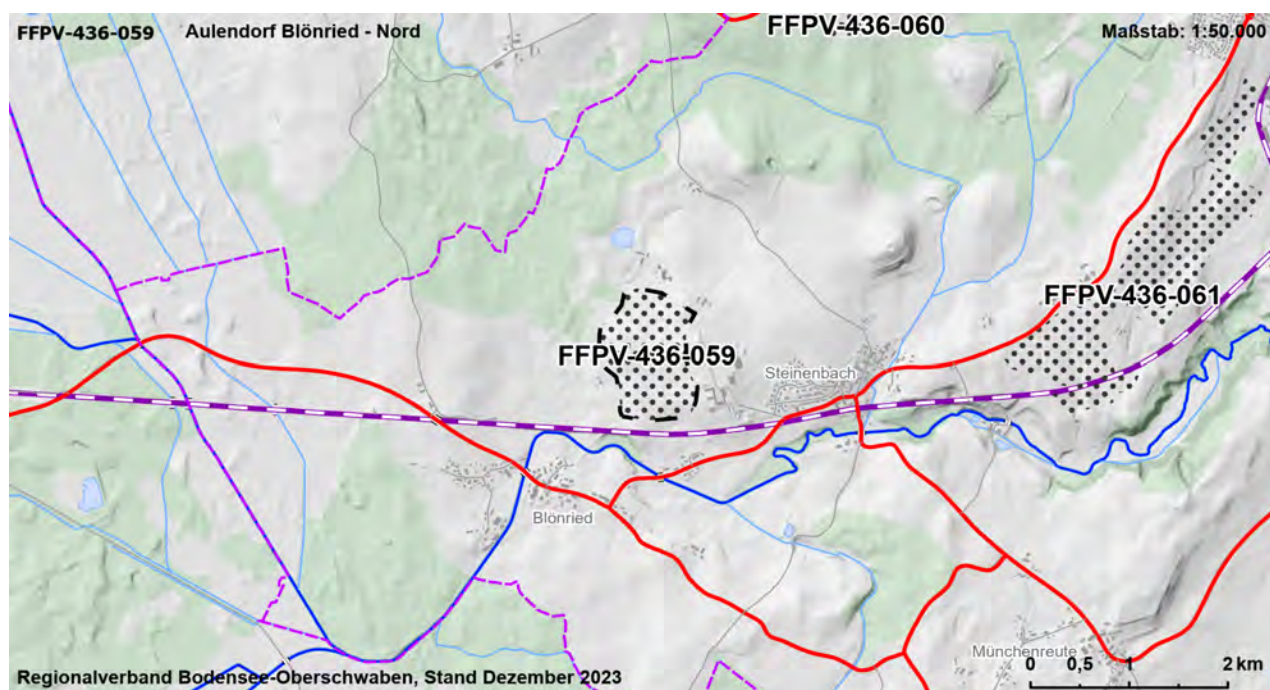 FFPV-436-059 Aulendorf Blönried - Nord
FFPV-436-060
Maßstab: 1:50.000
FFPV-436-061
FFPV-436-059
Steinenbach
Blönried
Münchenreute
0 0,5 1 2 km
Regionalverband Bodensee-Oberschwaben, Stand Dezember 2023